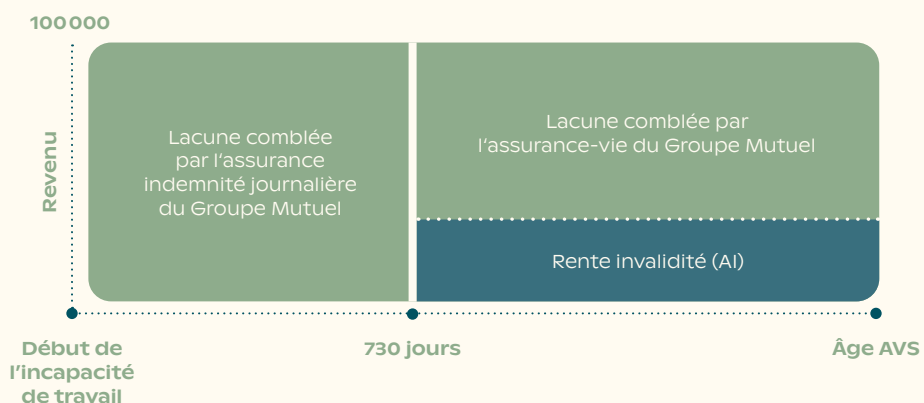 100 000
Revenu
Lacune comblée
par l'assurance
indemnité journalière
du Groupe Mutuel
Lacune comblée par
l'assurance-vie du Groupe Mutuel
Rente invalidité (AI)
Début de
l'incapacité
de travail
730 jours
Âge AVS